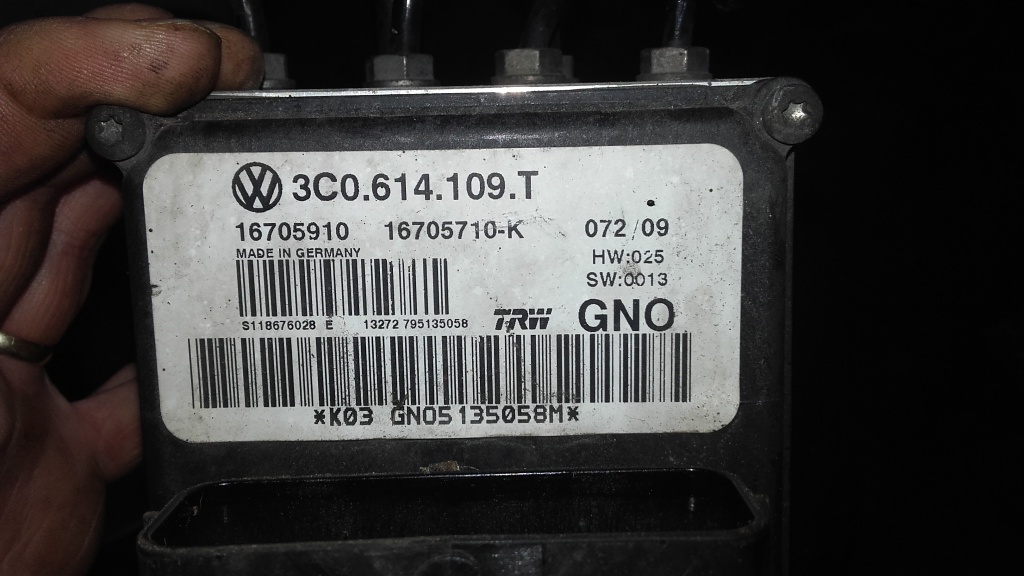 3C0.614.109.T
16705910 16705710-K 072/09
MADE IN GERMANY HW:025
SW:0013
S118676028 E 13272 795135058 TRW GNO
*K03 GNO5135058M*